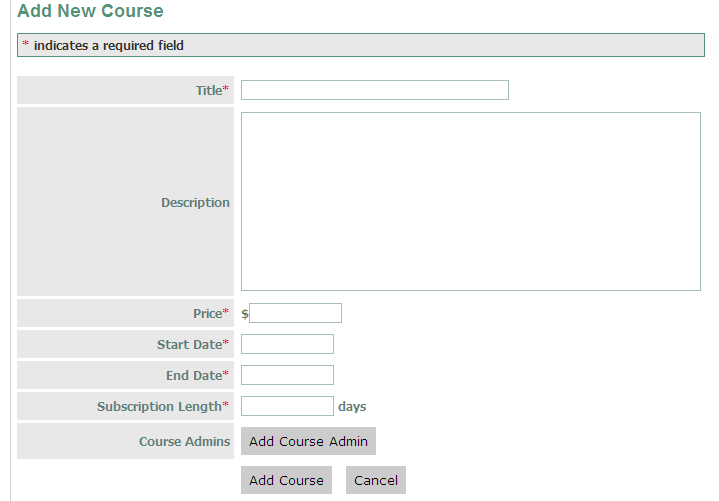 Add New Course
* indicates a required field
Title*
Description
Price* $
Start Date*
End Date*
Subscription Length* days
Course Admins Add Course Admin
Add Course Cancel